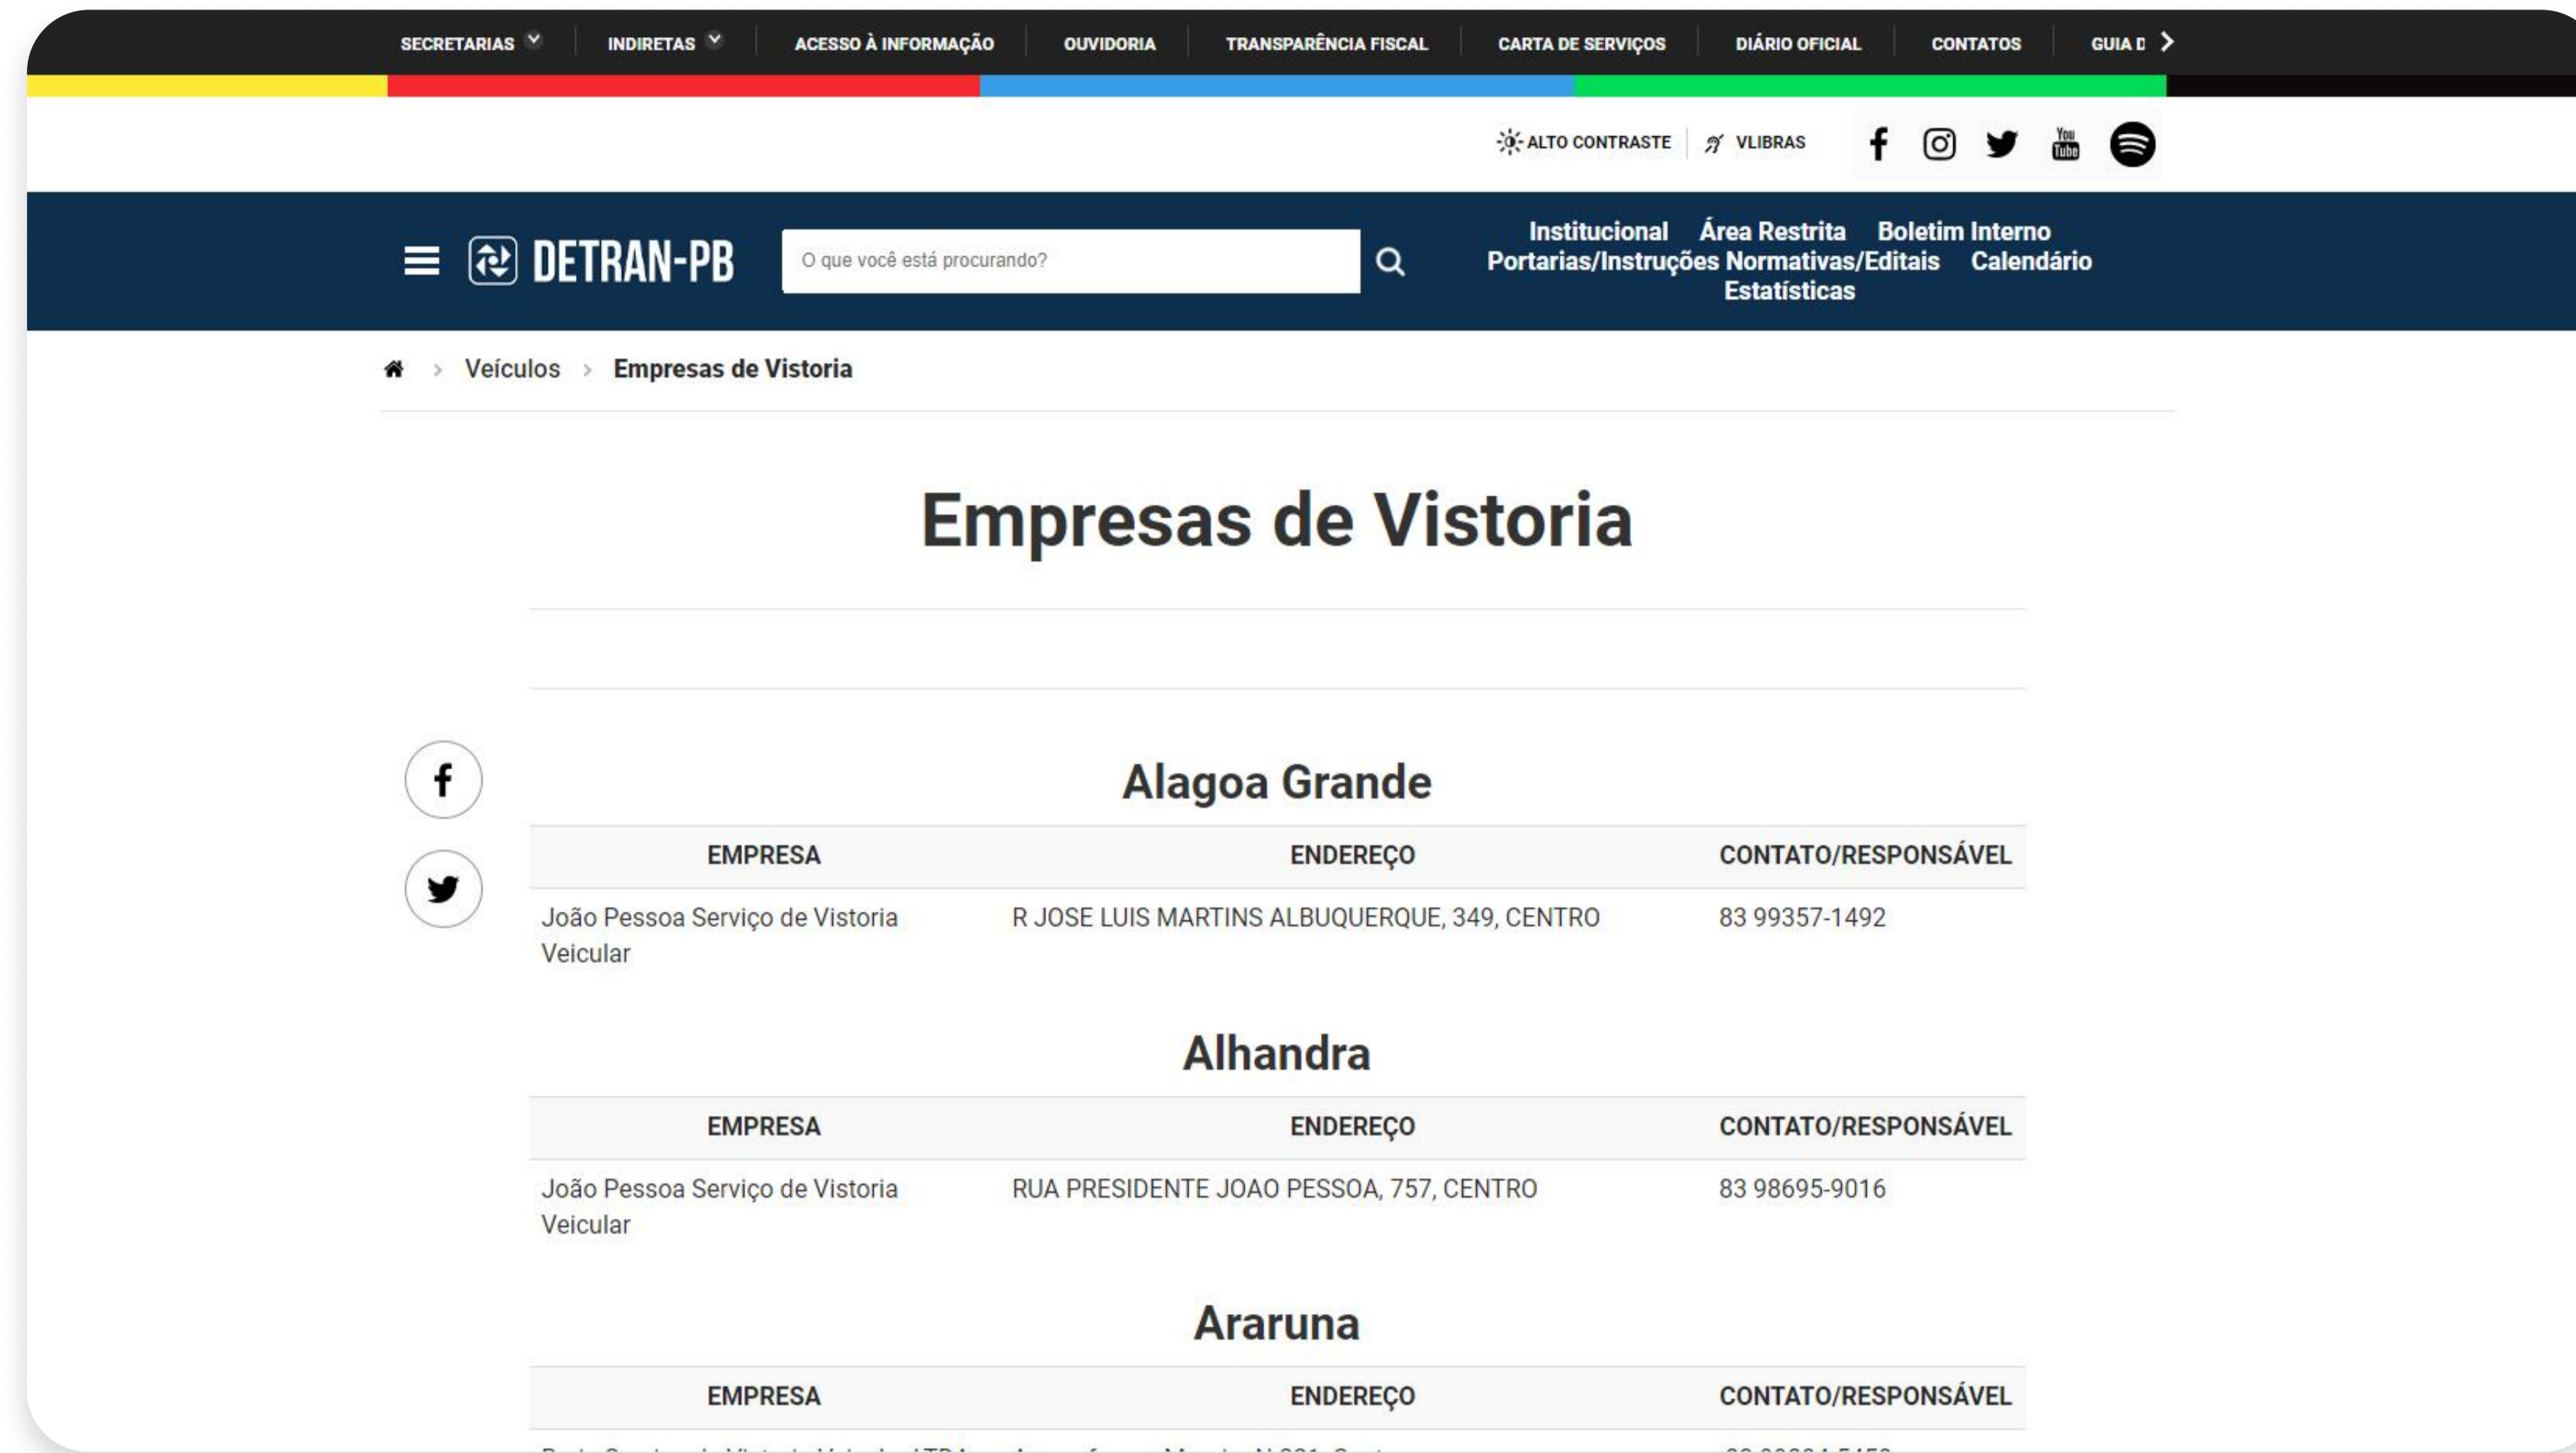 SECRETARIAS INDIRETAS ACESSO À INFORMAÇÃO OUVIDORIA TRANSPARÊNCIA FISCAL CARTA DE SERVIÇOS DIÁRIO OFICIAL CONTATOS GUIA D
ALTO CONTRASTE VLIBRAS You Tube
DETRAN-PB
O que você está procurando?
Institucional Área Restrita Boletim Interno
Portarias/Instruções Normativas/Editais Calendário
Estatísticas
Veículos > Empresas de Vistoria
Empresas de Vistoria
Alagoa Grande
EMPRESA ENDEREÇO CONTATO/RESPONSÁVEL
João Pessoa Serviço de Vistoria R JOSE LUIS MARTINS ALBUQUERQUE, 349, CENTRO 83 99357-1492
Veicular
Alhandra
EMPRESA ENDEREÇO CONTATO/RESPONSÁVEL
João Pessoa Serviço de Vistoria RUA PRESIDENTE JOAO PESSOA, 757, CENTRO 83 98695-9016
Veicular
Araruna
EMPRESA ENDEREÇO CONTATO/RESPONSÁVEL